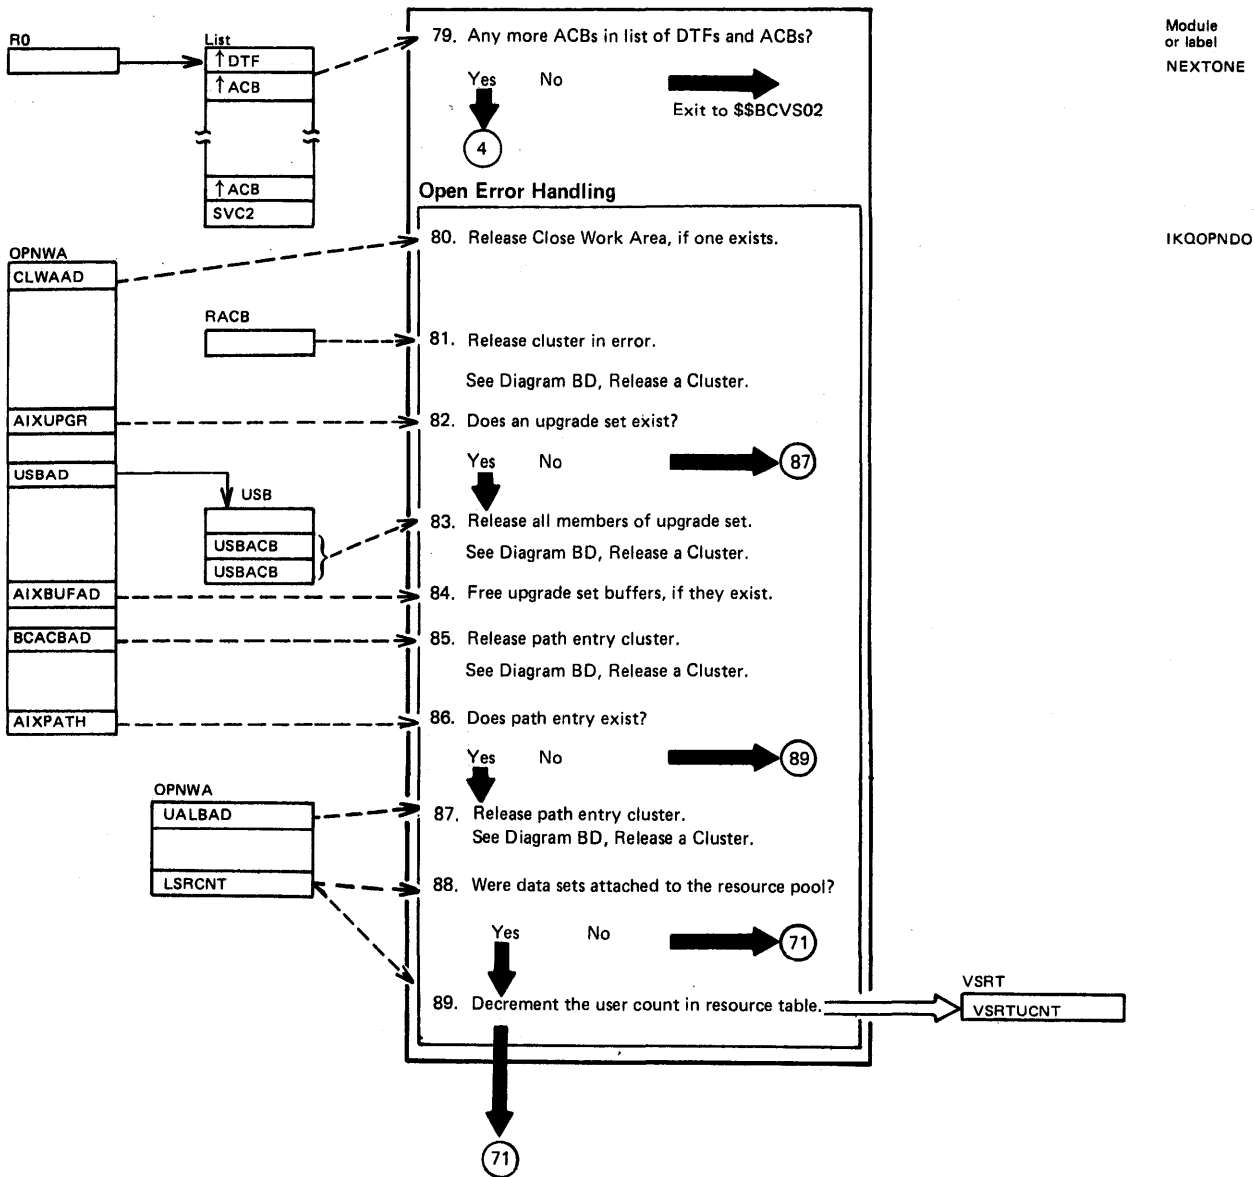 R0
List
↑ DTF
↑ ACB
↑ ACB
SVC2
79. Any more ACBs in list of DTFs and ACBs?
Yes No
Exit to $$BCVS02
4
Module
or label
NEXTONE
Open Error Handling
OPNWA
CLWAAD
80. Release Close Work Area, if one exists.
IKQOPNDO
RACB
81. Release cluster in error.
See Diagram BD, Release a Cluster.
AIXUPGR
82. Does an upgrade set exist?
Yes No
87
USBAD
USB
USBACB
USBACB
83. Release all members of upgrade set.
See Diagram BD, Release a Cluster.
AIXBUFAD
84. Free upgrade set buffers, if they exist.
BCACBAD
85. Release path entry cluster.
See Diagram BD, Release a Cluster.
AIXPATH
86. Does path entry exist?
Yes No
89
OPNWA
UALBAD
87. Release path entry cluster.
See Diagram BD, Release a Cluster.
LSRCNT
88. Were data sets attached to the resource pool?
Yes No
71
89. Decrement the user count in resource table.
VSRT
VSRTUCNT
71